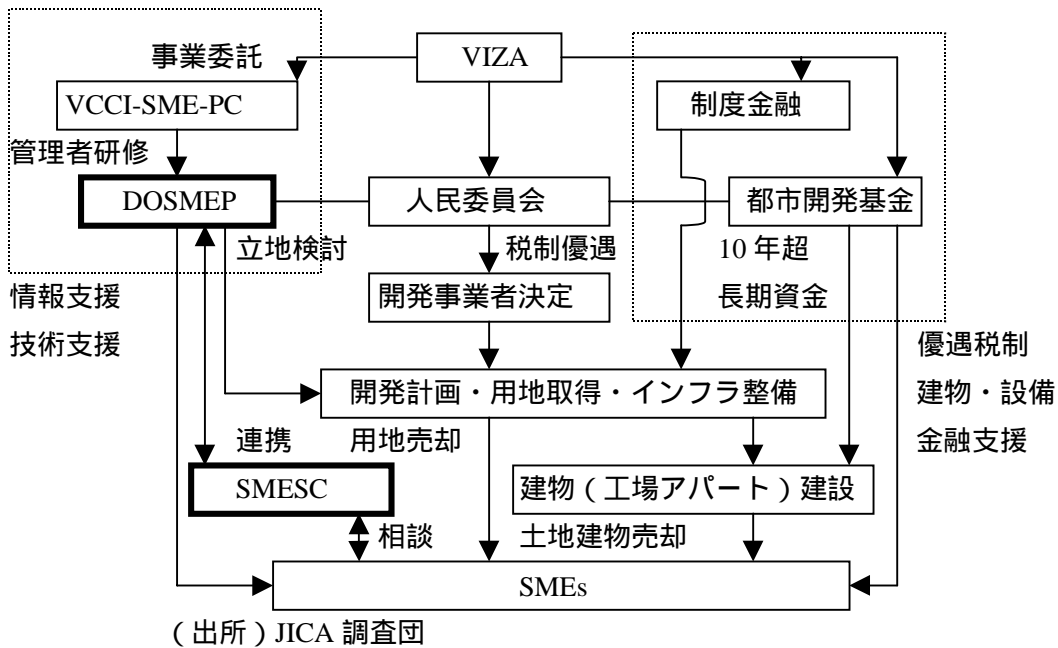 事業委託
VIZA
VCCI-SME-PC
制度金融
管理者研修
DOSMEP
人民委員会
都市開発基金
立地検討
税制優遇
10 年超
情報支援
開発事業者決定
長期資金
技術支援
優遇税制
開発計画・用地取得・インフラ整備
建物・設備
連携
用地売却
金融支援
SMESC
建物（工場アパート）建設
相談
土地建物売却
SMEs
（出所）JICA 調査団